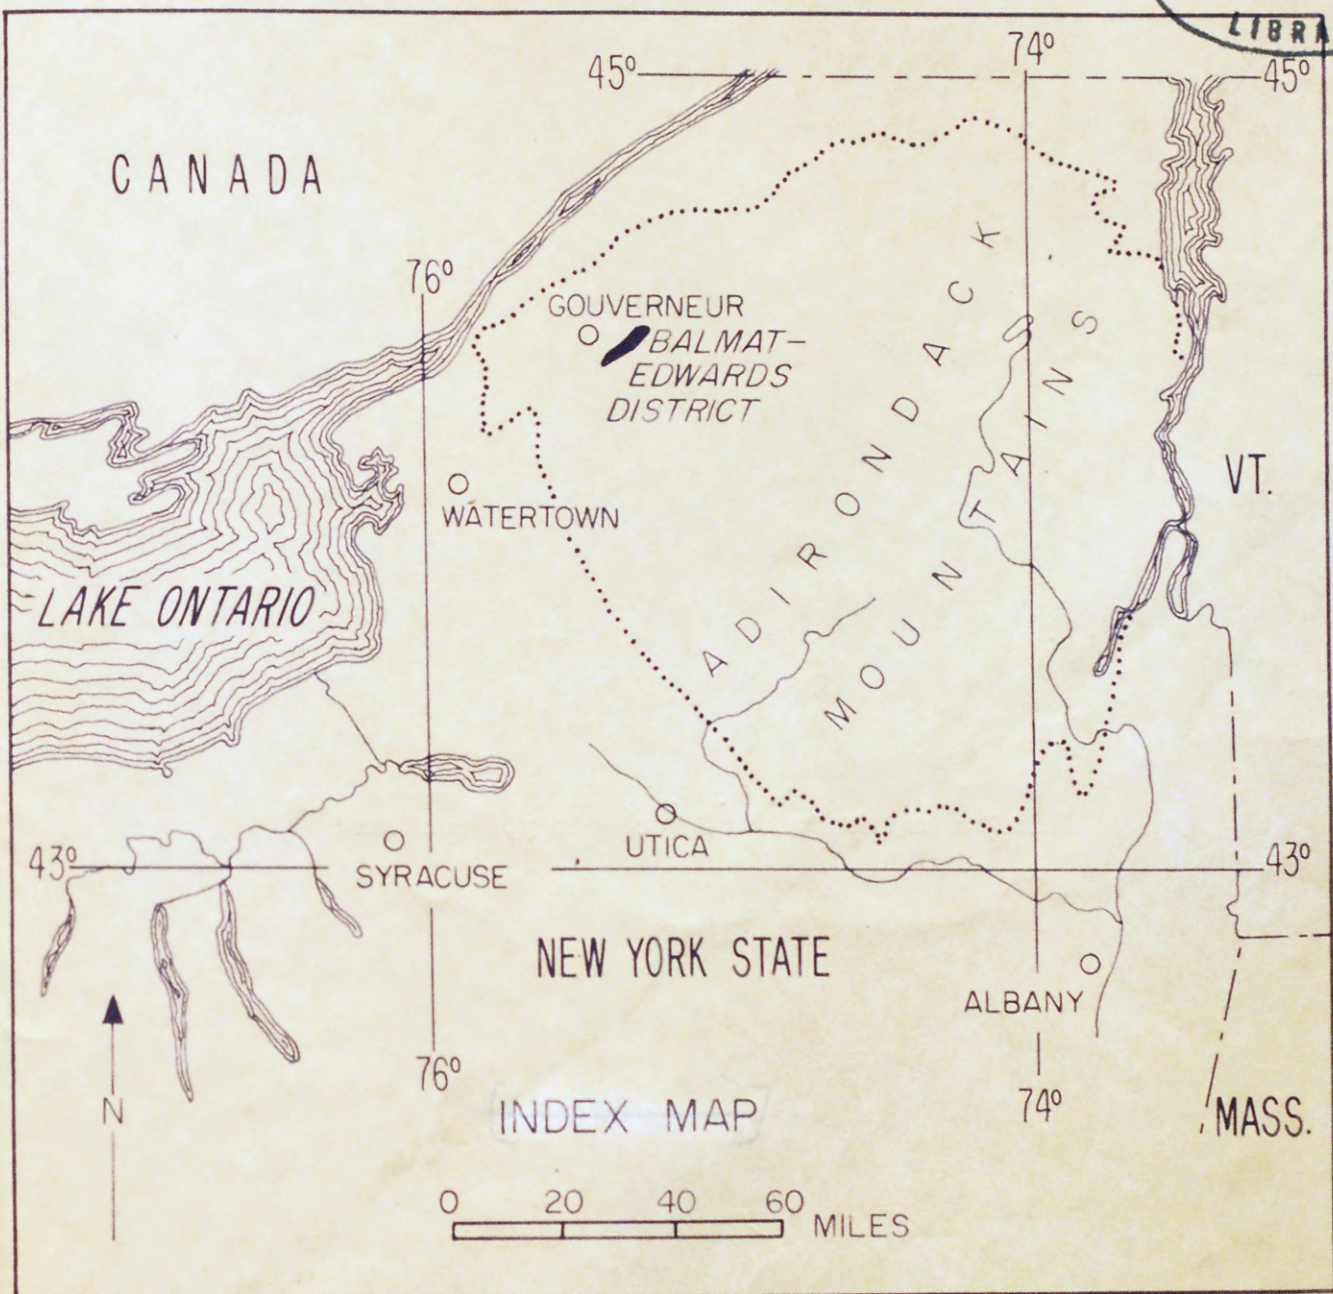 LIBRA
74°
45°
45°
CANADA
76°
GOUVERNEUR
BALMAT–
EDWARDS
DISTRICT
ADIRONDACK
MOUNTAINS
VT.
WATERTOWN
LAKE ONTARIO
UTICA
43°
SYRACUSE
43°
NEW YORK STATE
ALBANY
76°
74°
N
INDEX MAP
MASS.
0 20 40 60
MILES